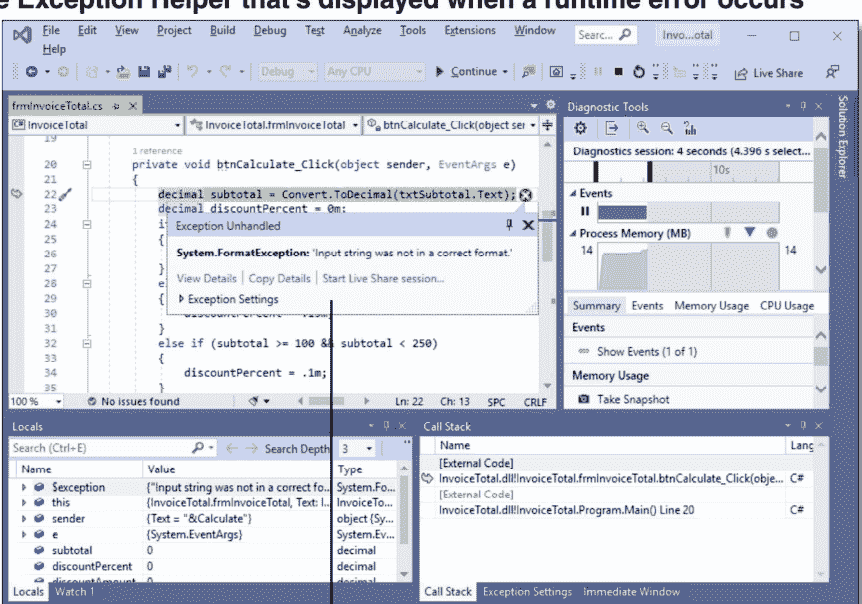 e Exception Helper that's displayed when a runtime error occurs
File Edit View Project Build Debug Test Analyze Tools Extensions Window Searc... Invo...otal
Help
Debug Any CPU Continue Live Share
frmInvoiceTotal.cs
InvoiceTotal InvoiceTotal.frmInvoiceTotal btnCalculate_Click(object ser
19
1 reference
20 private void btnCalculate_Click(object sender, EventArgs e)
21 {
22 decimal subtotal = Convert.ToDecimal(txtSubtotal.Text);
23 decimal discountPercent = 0m;
24 i
25 {
26
27 }
28 e
29 {
30
31 }
32 else if (subtotal >= 100 && subtotal < 250)
33 {
34 discountPercent = .1m;
35 }
Exception Unhandled
System.FormatException: 'Input string was not in a correct format.'
View Details | Copy Details | Start Live Share session...
Exception Settings
100 % No issues found Ln: 22 Ch: 13 SPC CRLF
Diagnostic Tools
Diagnostics session: 4 seconds (4.396 s select...
10s
Events
Process Memory (MB)
14 14
Summary Events Memory Usage CPU Usage
Events
Show Events (1 of 1)
Memory Usage
Take Snapshot
Solution Explorer
Locals
Search (Ctrl+E) Search Depth: 3
Name Value Type
$exception {"Input string was not in a correct fo... System.Fo...
this {InvoiceTotal.frmInvoiceTotal, Text: I... InvoiceTo...
sender {Text = "&Calculate"} object {Sy...
e {System.EventArgs} System.Ev...
subtotal 0 decimal
discountPercent 0 decimal
discountAmount 0 decimal
Locals Watch 1
Call Stack
Name Lang
[External Code]
InvoiceTotal.dll!InvoiceTotal.frmInvoiceTotal.btnCalculate_Click(obje... C#
[External Code]
InvoiceTotal.dll!InvoiceTotal.Program.Main() Line 20 C#
Call Stack Exception Settings Immediate Window